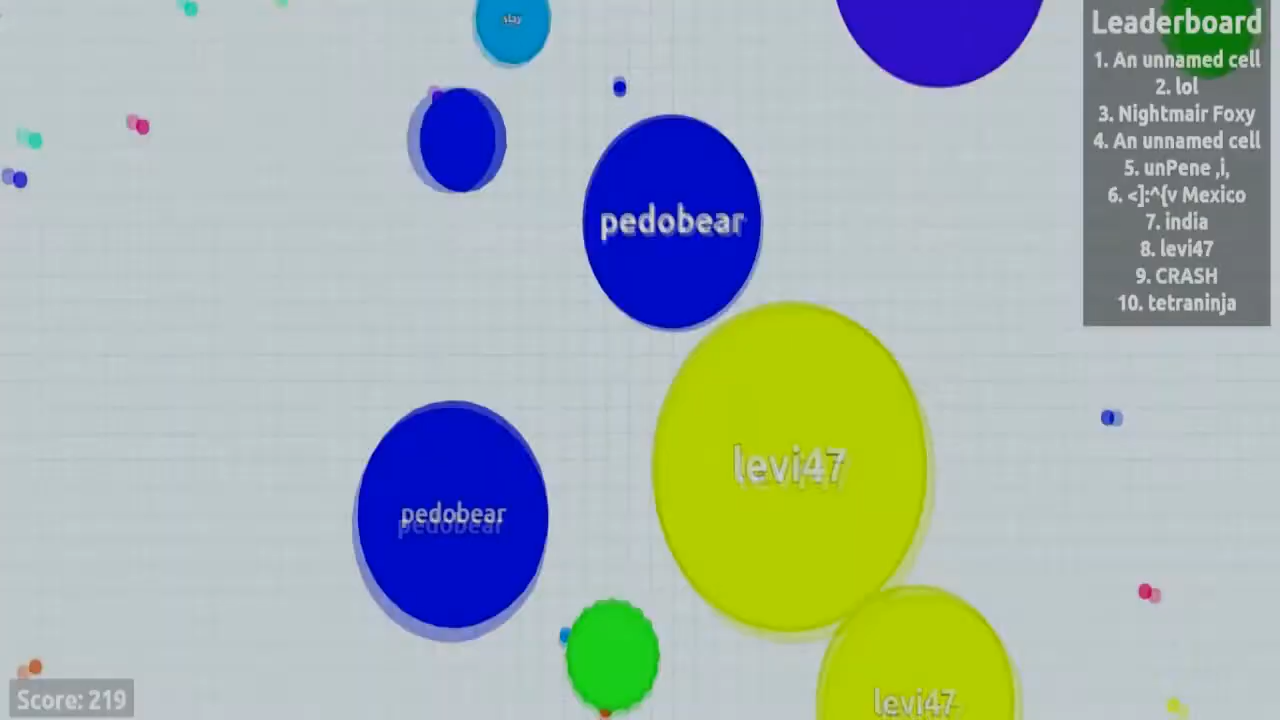 stay
Leaderboard
1. An unnamed cell
2. lol
3. Nightmair Foxy
4. An unnamed cell
5. unPene ,i,
6. <]:^{v Mexico
7. india
8. levi47
9. CRASH
10. tetraninja
pedobear
levi47
pedobear
levi47
Score: 219